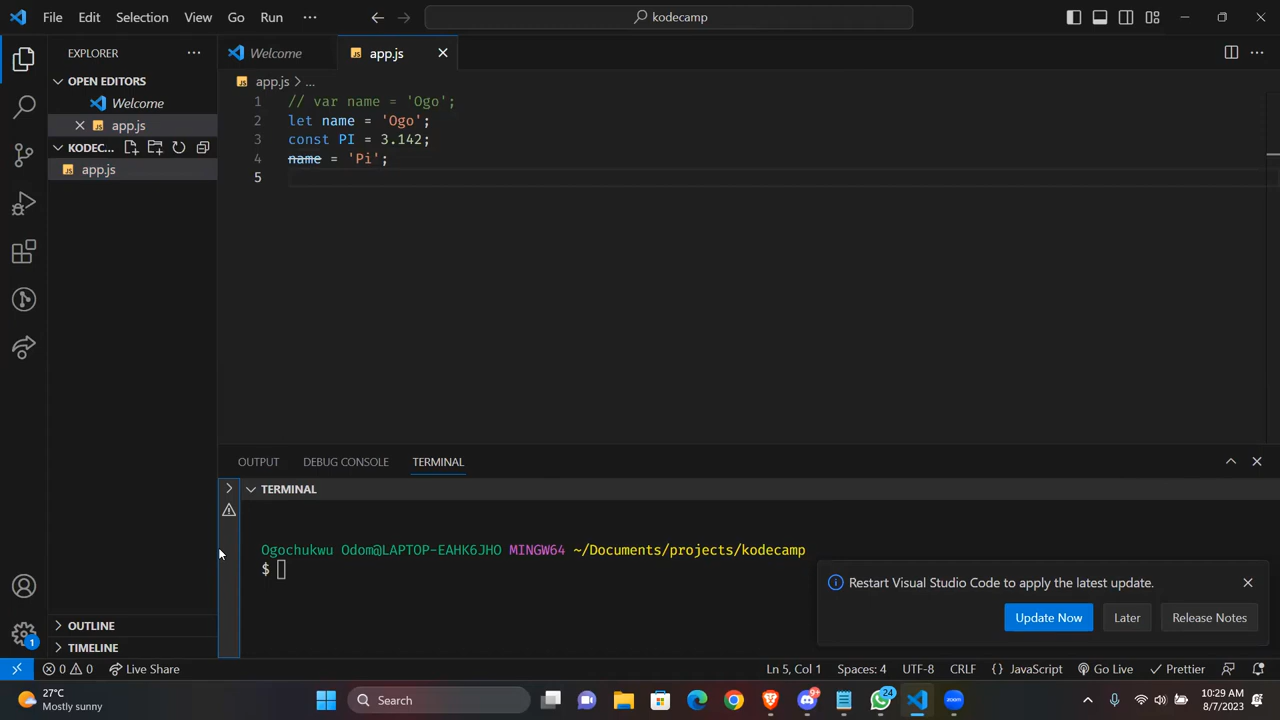 File Edit Selection View Go Run ··· kodecamp
EXPLORER ···
OPEN EDITORS
Welcome
app.js
KODEC...
app.js
OUTLINE
TIMELINE
Welcome app.js
app.js > ...
1 // var name = 'Ogo';
2 let name = 'Ogo';
3 const PI = 3.142;
4 name = 'Pi';
5
OUTPUT DEBUG CONSOLE TERMINAL
TERMINAL
Ogochukwu Odom@LAPTOP-EAHK6JHO MINGW64 ~/Documents/projects/kodecamp
$
Restart Visual Studio Code to apply the latest update.
Update Now Later Release Notes
1
0 0 Live Share Ln 5, Col 1 Spaces: 4 UTF-8 CRLF {} JavaScript Go Live Prettier
27°C
Mostly sunny
Search
9+
24
10:29 AM
8/7/2023